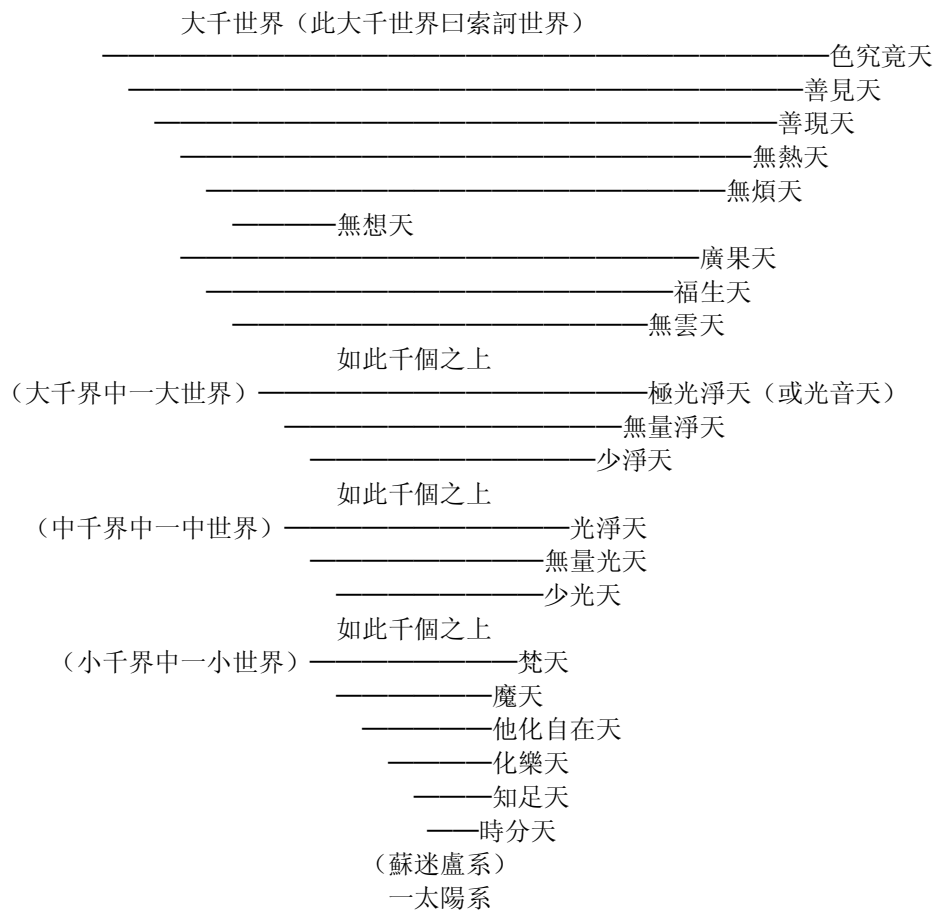 大千世界（此大千世界曰索訶世界）
色究竟天
善見天
善現天
無熱天
無煩天
無想天
廣果天
福生天
無雲天
如此千個之上
（大千界中一大世界） 極光淨天（或光音天）
無量淨天
少淨天
如此千個之上
（中千界中一中世界） 光淨天
無量光天
少光天
如此千個之上
（小千界中一小世界） 梵天
魔天
他化自在天
化樂天
知足天
時分天
（蘇迷盧系）
一太陽系